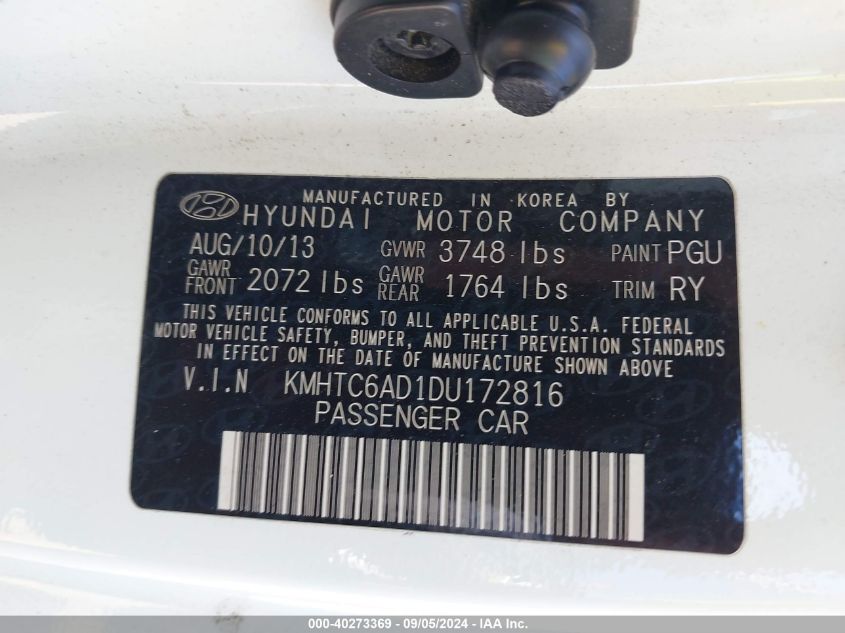 MANUFACTURED IN KOREA BY
HYUNDAI MOTOR COMPANY
AUG/10/13 GVWR 3748 lbs PAINT PGU
GAWR FRONT 2072 lbs GAWR REAR 1764 lbs TRIM RY
THIS VEHICLE CONFORMS TO ALL APPLICABLE U.S.A. FEDERAL
MOTOR VEHICLE SAFETY, BUMPER, AND THEFT PREVENTION STANDARDS
IN EFFECT ON THE DATE OF MANUFACTURE SHOWN ABOVE
V.I.N KMHTC6AD1DU172816
PASSENGER CAR
000-40273369 - 09/05/2024 - IAA Inc.